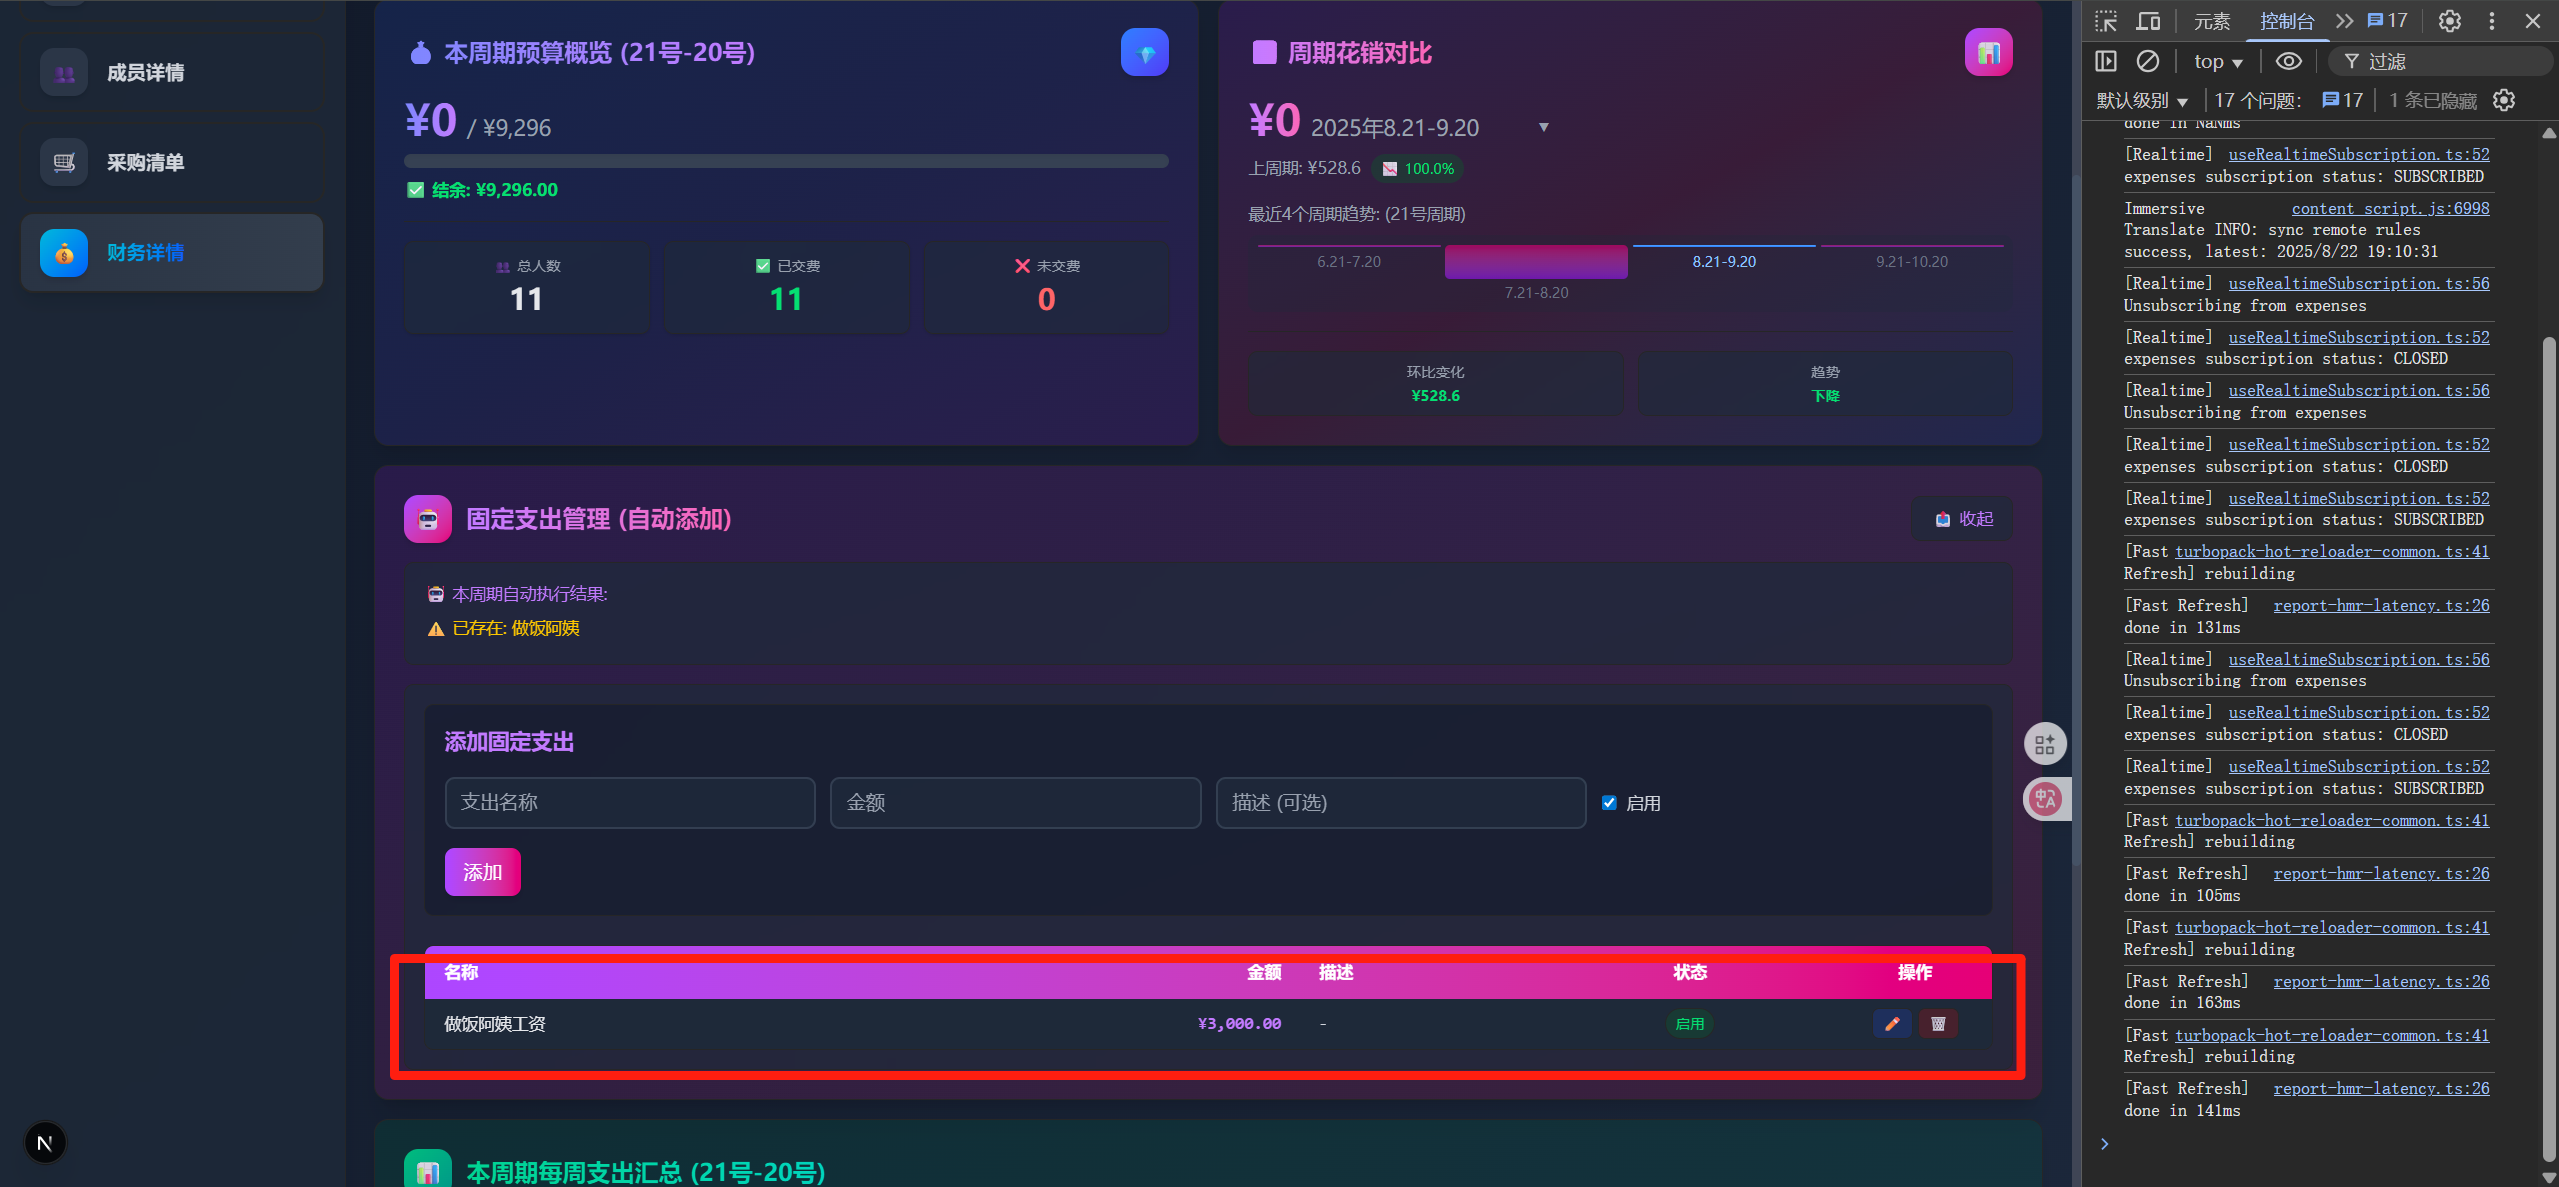 成员详情
采购清单
财务详情
本周期预算概览 (21号-20号)
¥0 / ¥9,296
结余: ¥9,296.00
总人数
11
已交费
11
未交费
0
周期花销对比
¥0 2025年8.21-9.20 ▼
上周期: ¥528.6 100.0%
最近4个周期趋势: (21号周期)
6.21-7.20
7.21-8.20
8.21-9.20
9.21-10.20
环比变化
¥528.6
趋势
下降
固定支出管理 (自动添加)
收起
本周期自动执行结果:
已存在: 做饭阿姨
添加固定支出
支出名称
金额
描述 (可选)
启用
添加
名称 金额 描述 状态 操作
做饭阿姨工资 ¥3,000.00 - 启用
本周期每周支出汇总 (21号-20号)
N
中A
元素 控制台 17
top ▼ 过滤
默认级别 ▼ 17 个问题: 17 1 条已隐藏
done in NaNms
[Realtime] useRealtimeSubscription.ts:52
expenses subscription status: SUBSCRIBED
Immersive content_script.js:6998
Translate INFO: sync remote rules
success, latest: 2025/8/22 19:10:31
[Realtime] useRealtimeSubscription.ts:56
Unsubscribing from expenses
[Realtime] useRealtimeSubscription.ts:52
expenses subscription status: CLOSED
[Realtime] useRealtimeSubscription.ts:56
Unsubscribing from expenses
[Realtime] useRealtimeSubscription.ts:52
expenses subscription status: CLOSED
[Realtime] useRealtimeSubscription.ts:52
expenses subscription status: SUBSCRIBED
[Fast turbopack-hot-reloader-common.ts:41
Refresh] rebuilding
[Fast Refresh] report-hmr-latency.ts:26
done in 131ms
[Realtime] useRealtimeSubscription.ts:56
Unsubscribing from expenses
[Realtime] useRealtimeSubscription.ts:52
expenses subscription status: CLOSED
[Realtime] useRealtimeSubscription.ts:52
expenses subscription status: SUBSCRIBED
[Fast turbopack-hot-reloader-common.ts:41
Refresh] rebuilding
[Fast Refresh] report-hmr-latency.ts:26
done in 105ms
[Fast turbopack-hot-reloader-common.ts:41
Refresh] rebuilding
[Fast Refresh] report-hmr-latency.ts:26
done in 163ms
[Fast turbopack-hot-reloader-common.ts:41
Refresh] rebuilding
[Fast Refresh] report-hmr-latency.ts:26
done in 141ms